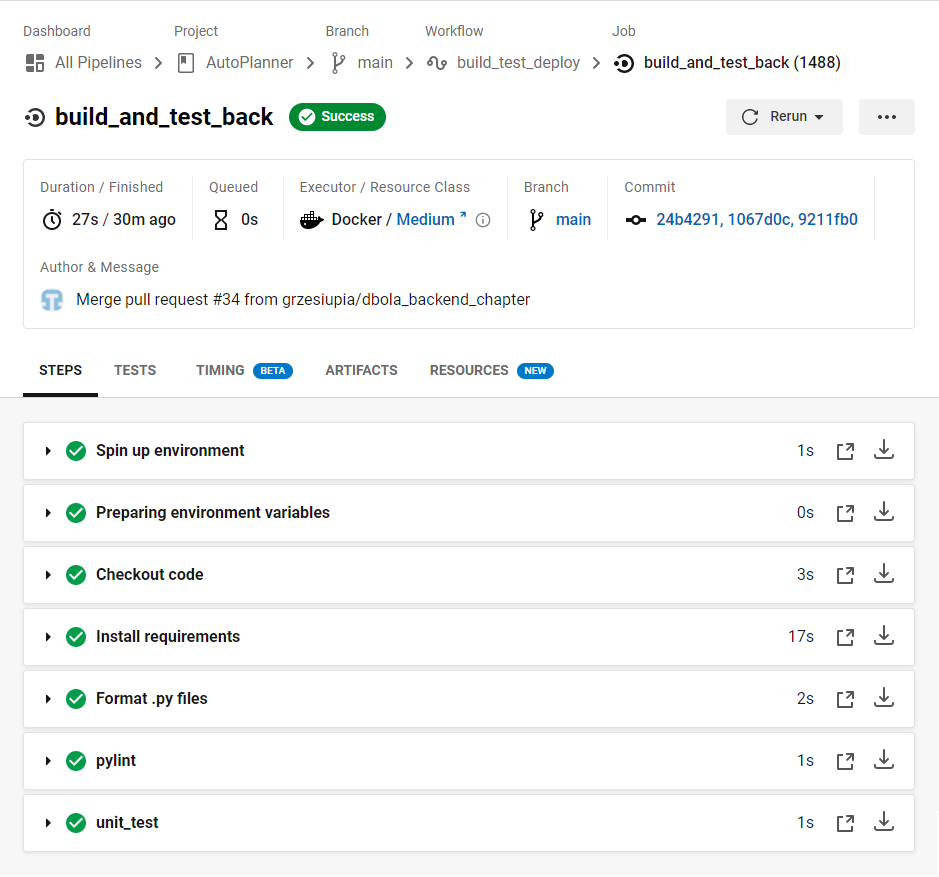 Dashboard Project Branch Workflow Job
All Pipelines AutoPlanner main build_test_deploy build_and_test_back (1488)
build_and_test_back Success Rerun
Duration / Finished Queued Executor / Resource Class Branch Commit
27s / 30m ago 0s Docker / Medium main 24b4291, 1067d0c, 9211fb0
Author & Message
Merge pull request #34 from grzesiupia/dbola_backend_chapter
STEPS TESTS TIMING BETA ARTIFACTS RESOURCES NEW
Spin up environment 1s
Preparing environment variables 0s
Checkout code 3s
Install requirements 17s
Format .py files 2s
pylint 1s
unit_test 1s